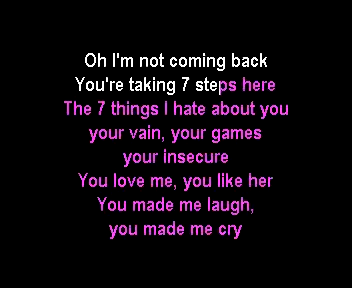 Oh I'm not coming back
You're taking 7 steps here
The 7 things I hate about you
your vain, your games
your insecure
You love me, you like her
You made me laugh,
you made me cry